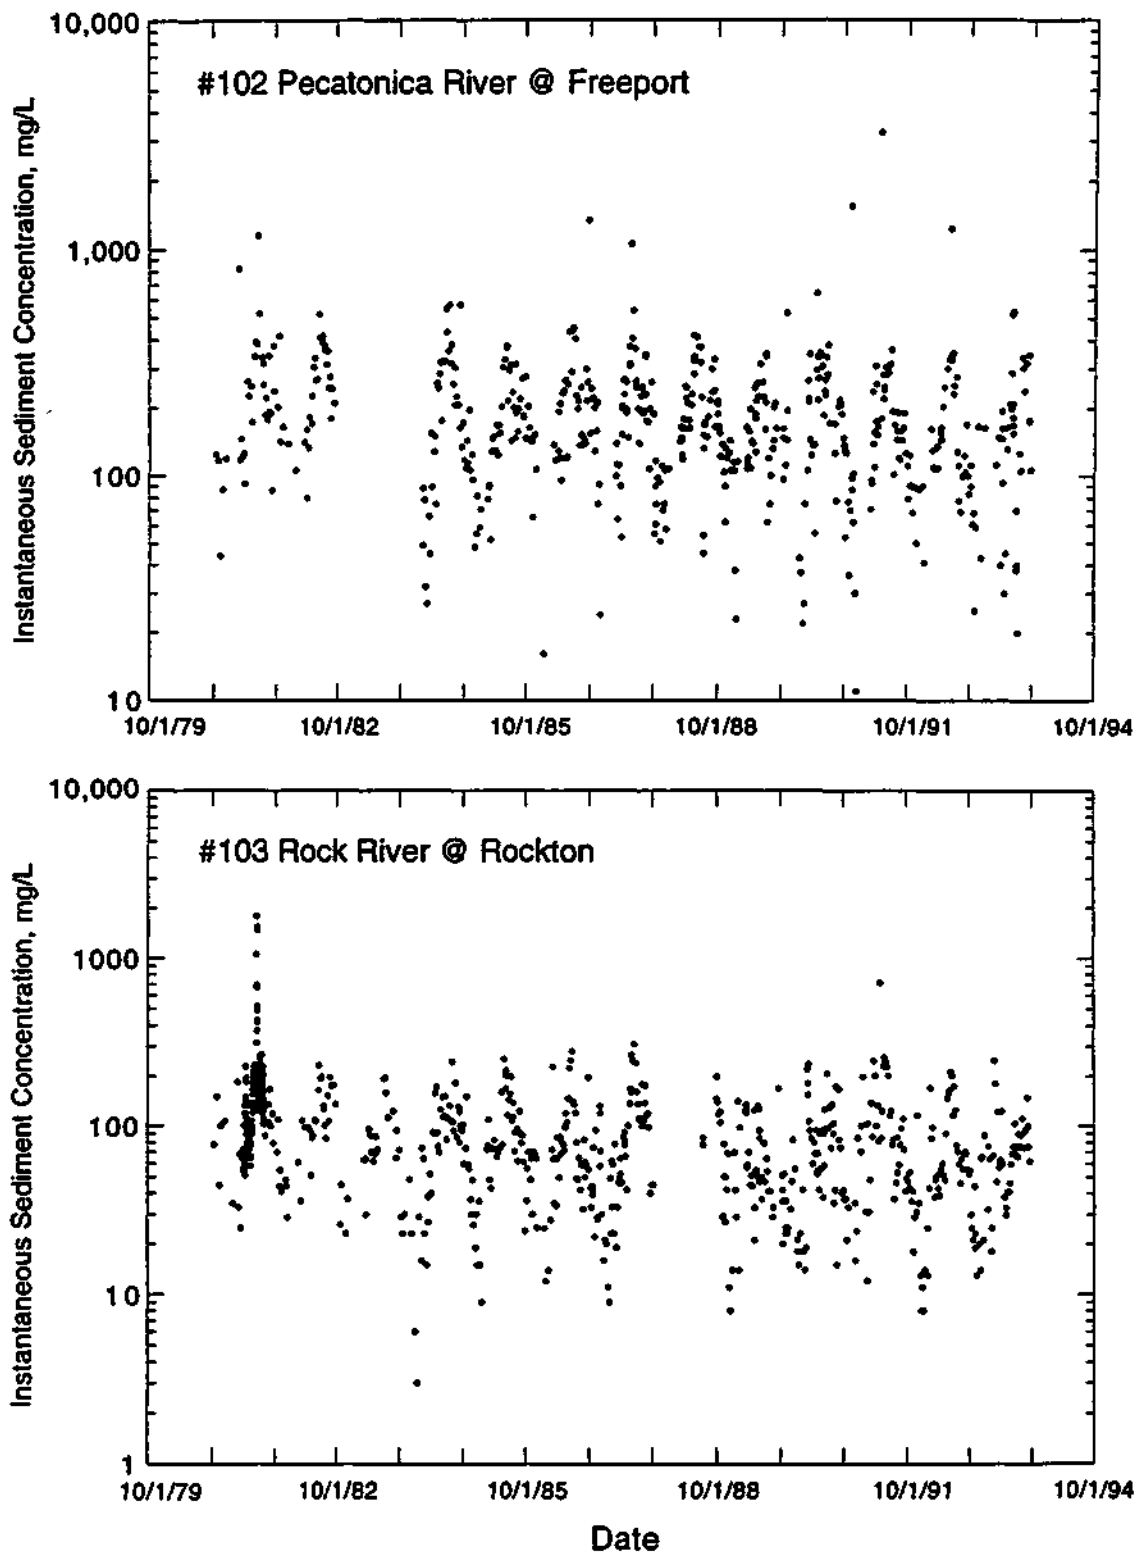 10,000
#102 Pecatonica River @ Freeport
Instantaneous Sediment Concentration, mg/L
1,000
100
10
10/1/79 10/1/82 10/1/85 10/1/88 10/1/91 10/1/94
10,000
#103 Rock River @ Rockton
Instantaneous Sediment Concentration, mg/L
1000
100
10
1
10/1/79 10/1/82 10/1/85 10/1/88 10/1/91 10/1/94
Date